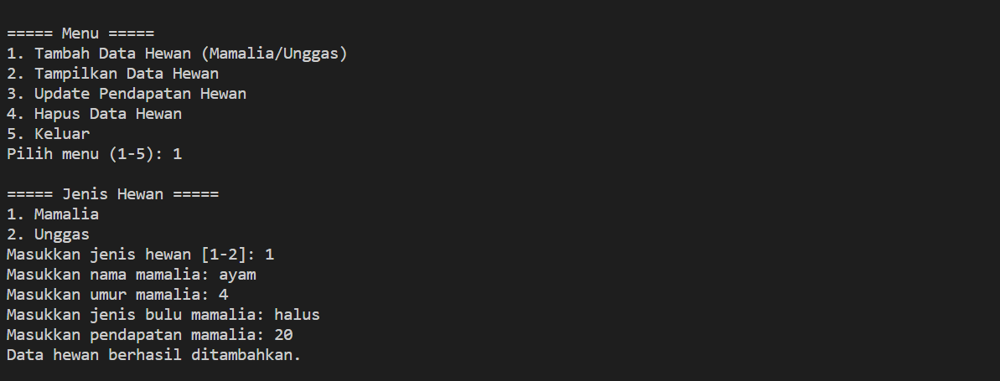 ===== Menu =====
1. Tambah Data Hewan (Mamalia/Unggas)
2. Tampilkan Data Hewan
3. Update Pendapatan Hewan
4. Hapus Data Hewan
5. Keluar
Pilih menu (1-5): 1
===== Jenis Hewan =====
1. Mamalia
2. Unggas
Masukkan jenis hewan [1-2]: 1
Masukkan nama mamalia: ayam
Masukkan umur mamalia: 4
Masukkan jenis bulu mamalia: halus
Masukkan pendapatan mamalia: 20
Data hewan berhasil ditambahkan.